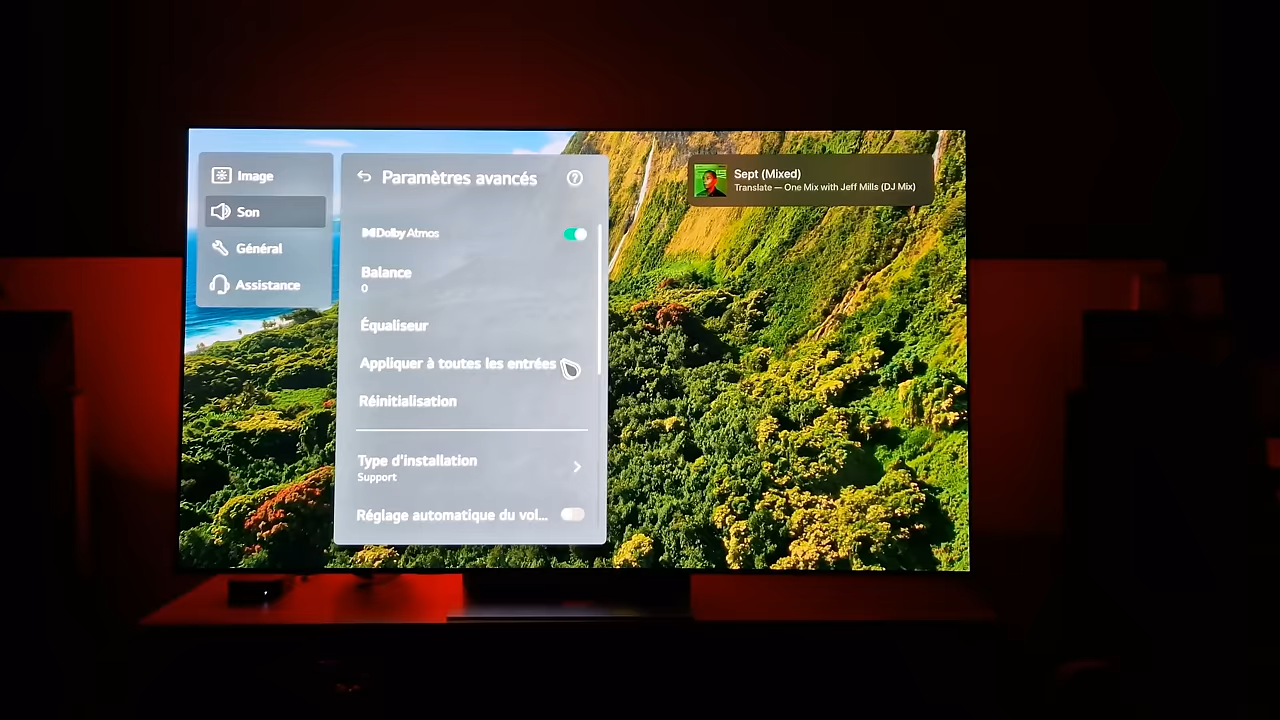 Image
Son
Général
Assistance
Paramètres avancés
Dolby Atmos
Balance
0
Équaliseur
Appliquer à toutes les entrées
Réinitialisation
Type d'installation
Support
Réglage automatique du vol...
Sept (Mixed)
Translate — One Mix with Jeff Mills (DJ Mix)